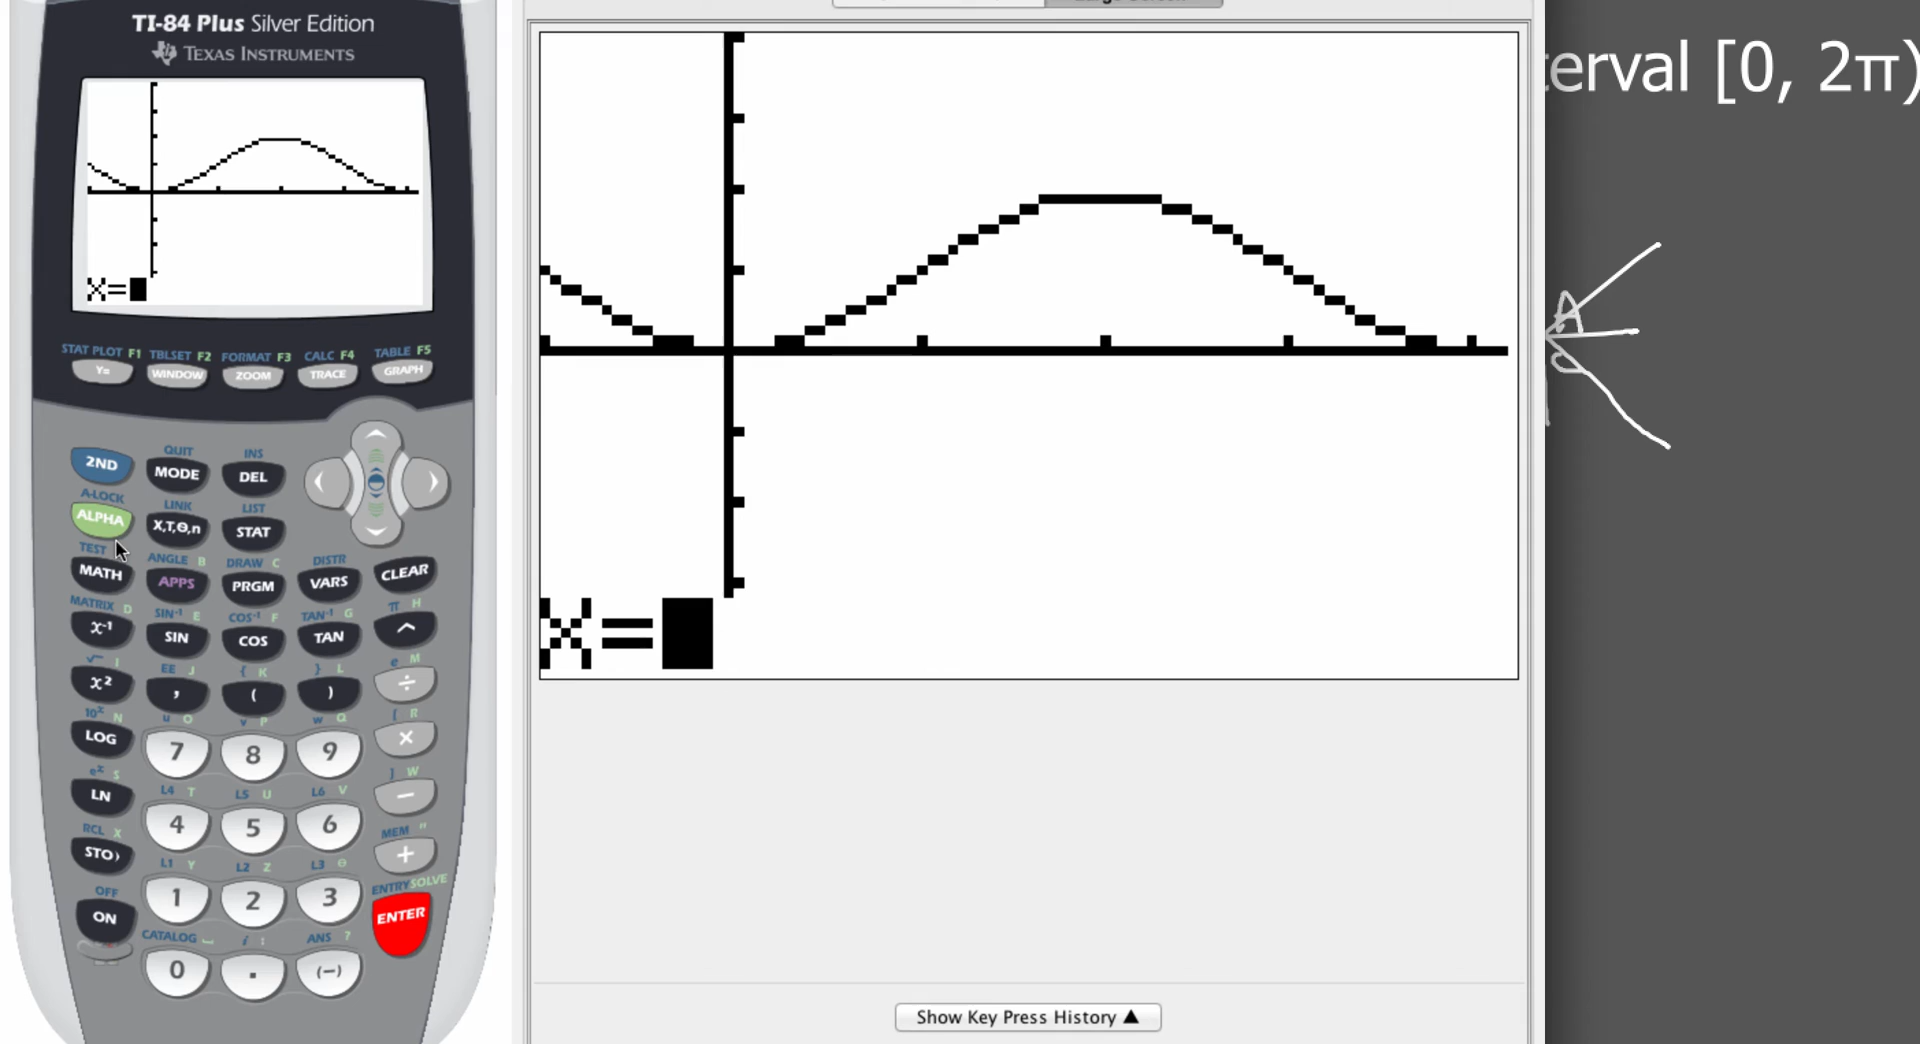 TI-84 Plus Silver Edition
TEXAS INSTRUMENTS
X=
STAT PLOT F1 TBLSET F2 FORMAT F3 CALC F4 TABLE F5
Y= WINDOW ZOOM TRACE GRAPH
QUIT INS
2ND MODE DEL
A-LOCK LINK LIST
ALPHA X,T,Θ,n STAT
TEST ANGLE B DRAW C DISTR
MATH APPS PRGM VARS CLEAR
MATRIX D SIN⁻¹ E COS⁻¹ F TAN⁻¹ G π H
x⁻¹ SIN COS TAN ^
√ I EE J { K } L e M
x² , ( ) ÷
10ˣ N u O v P w Q [ R
LOG 7 8 9 ×
eˣ S L4 T L5 U L6 V ] W
LN 4 5 6 −
RCL X L1 Y L2 Z L3 Θ MEM "
STO› 1 2 3 +
OFF CATALOG i : ANS ? ENTRY SOLVE
ON 0 . (−) ENTER
X=
Show Key Press History ▲
terval [0, 2π)